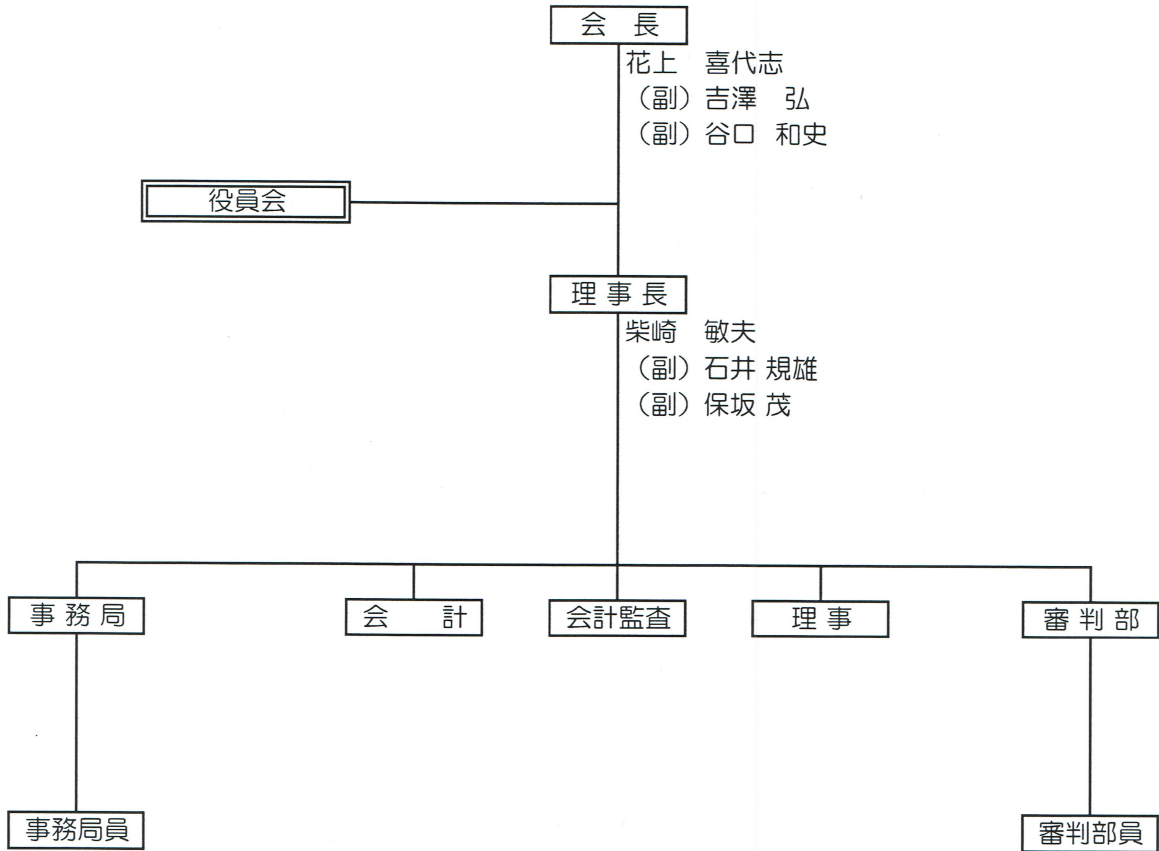 会 長
花上 喜代志
（副）吉澤 弘
（副）谷口 和史
役員会
理 事 長
柴崎 敏夫
（副）石井 規雄
（副）保坂 茂
事 務 局
会 計
会計監査
理 事
審 判 部
事務局員
審判部員